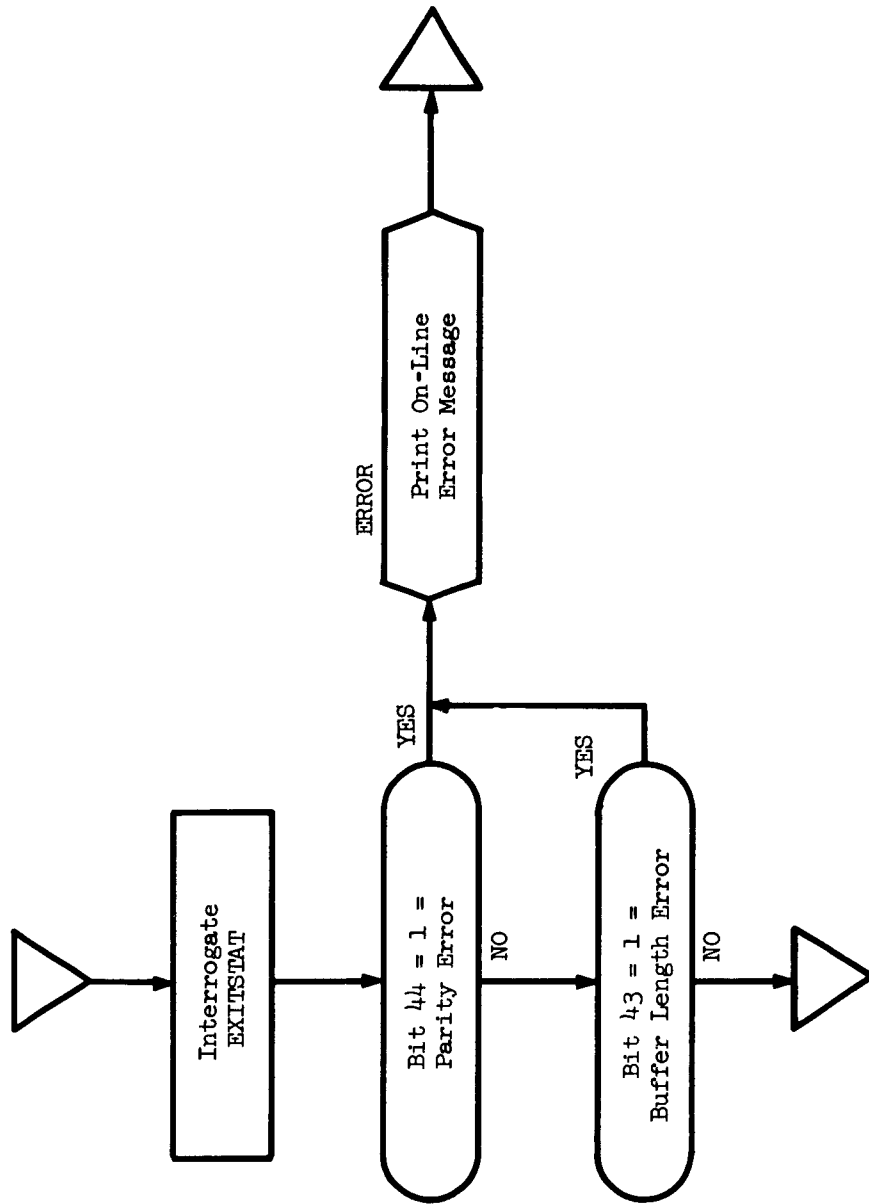 Interrogate
EXITSTAT
Bit 44 = 1 =
Parity Error
YES
NO
ERROR
Print On-Line
Error Message
Bit 43 = 1 =
Buffer Length Error
YES
NO